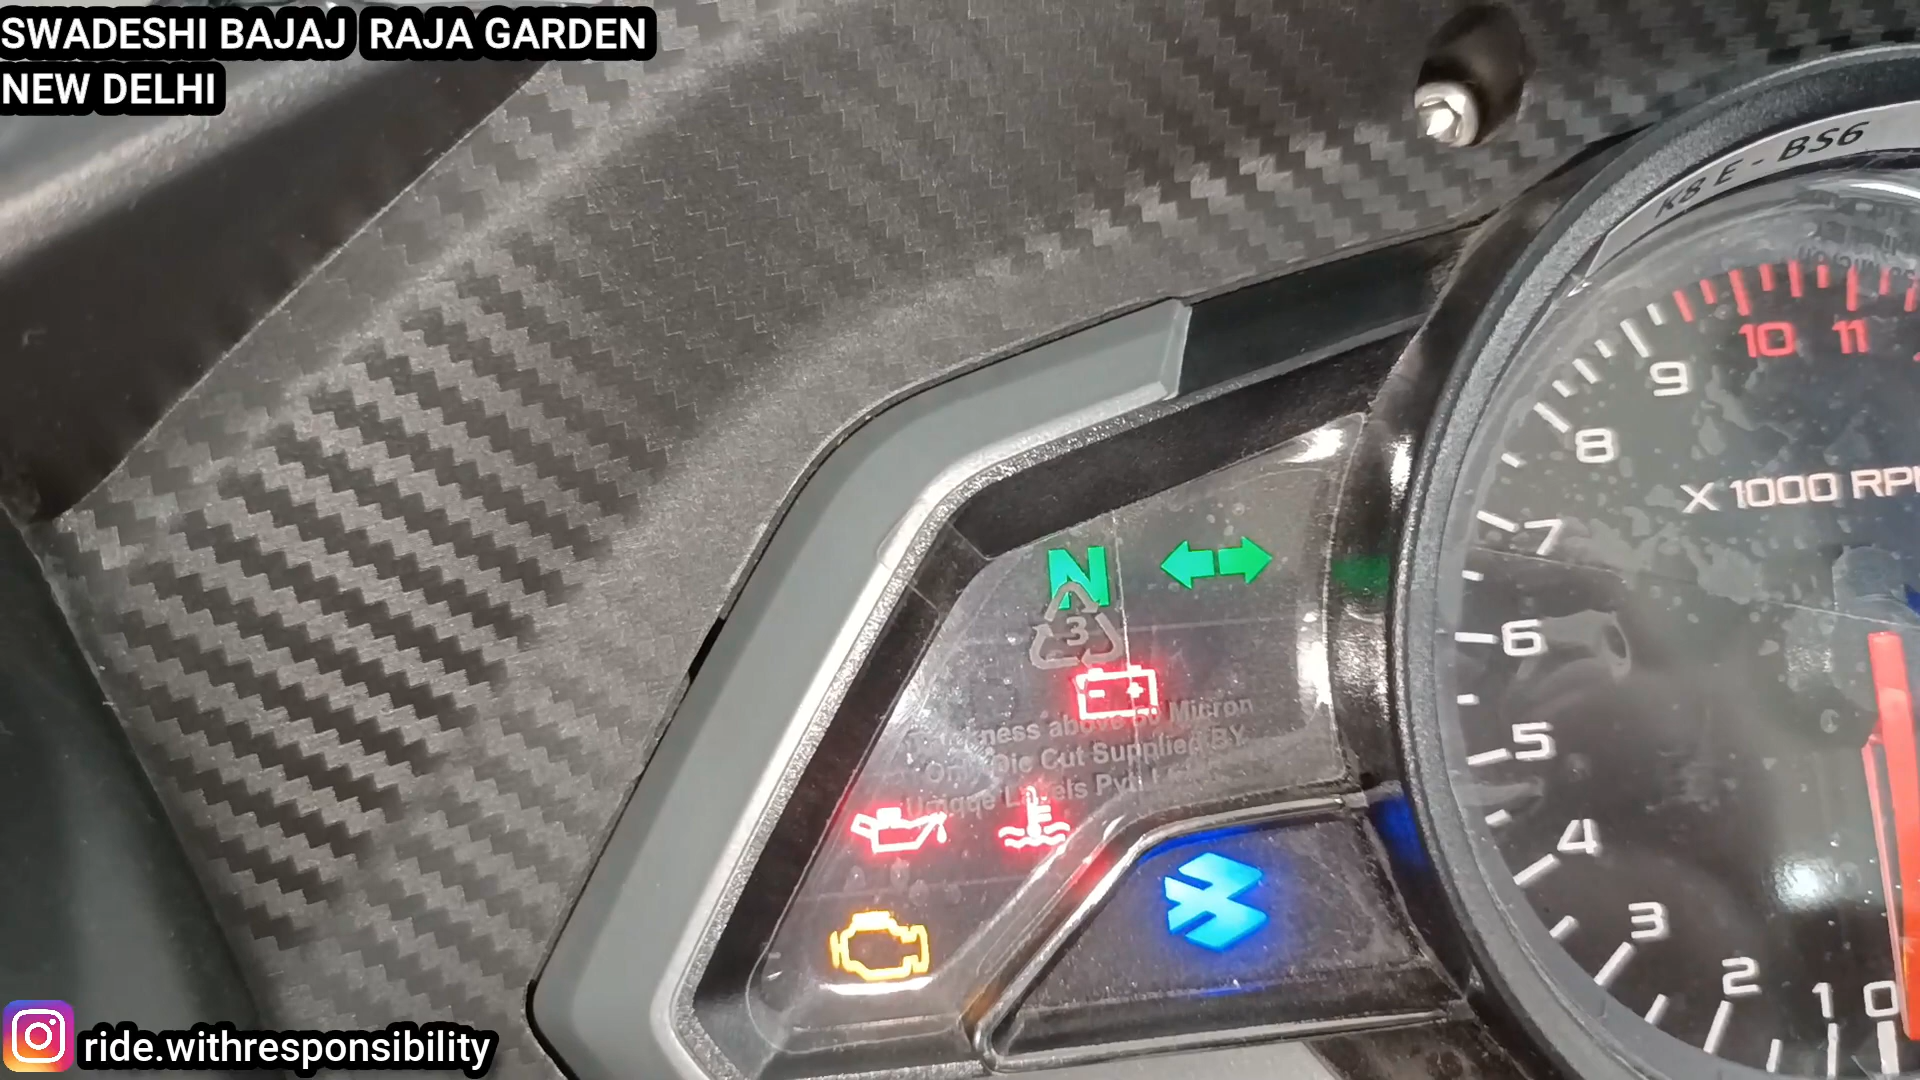 SWADESHI BAJAJ RAJA GARDEN
NEW DELHI
K8 E - BS6
10 11
9
8
X 1000 RPM
7
N
3
6
Micron
5
Die Cut Supplied BY
4
3
2
1 0
ride.withresponsibility